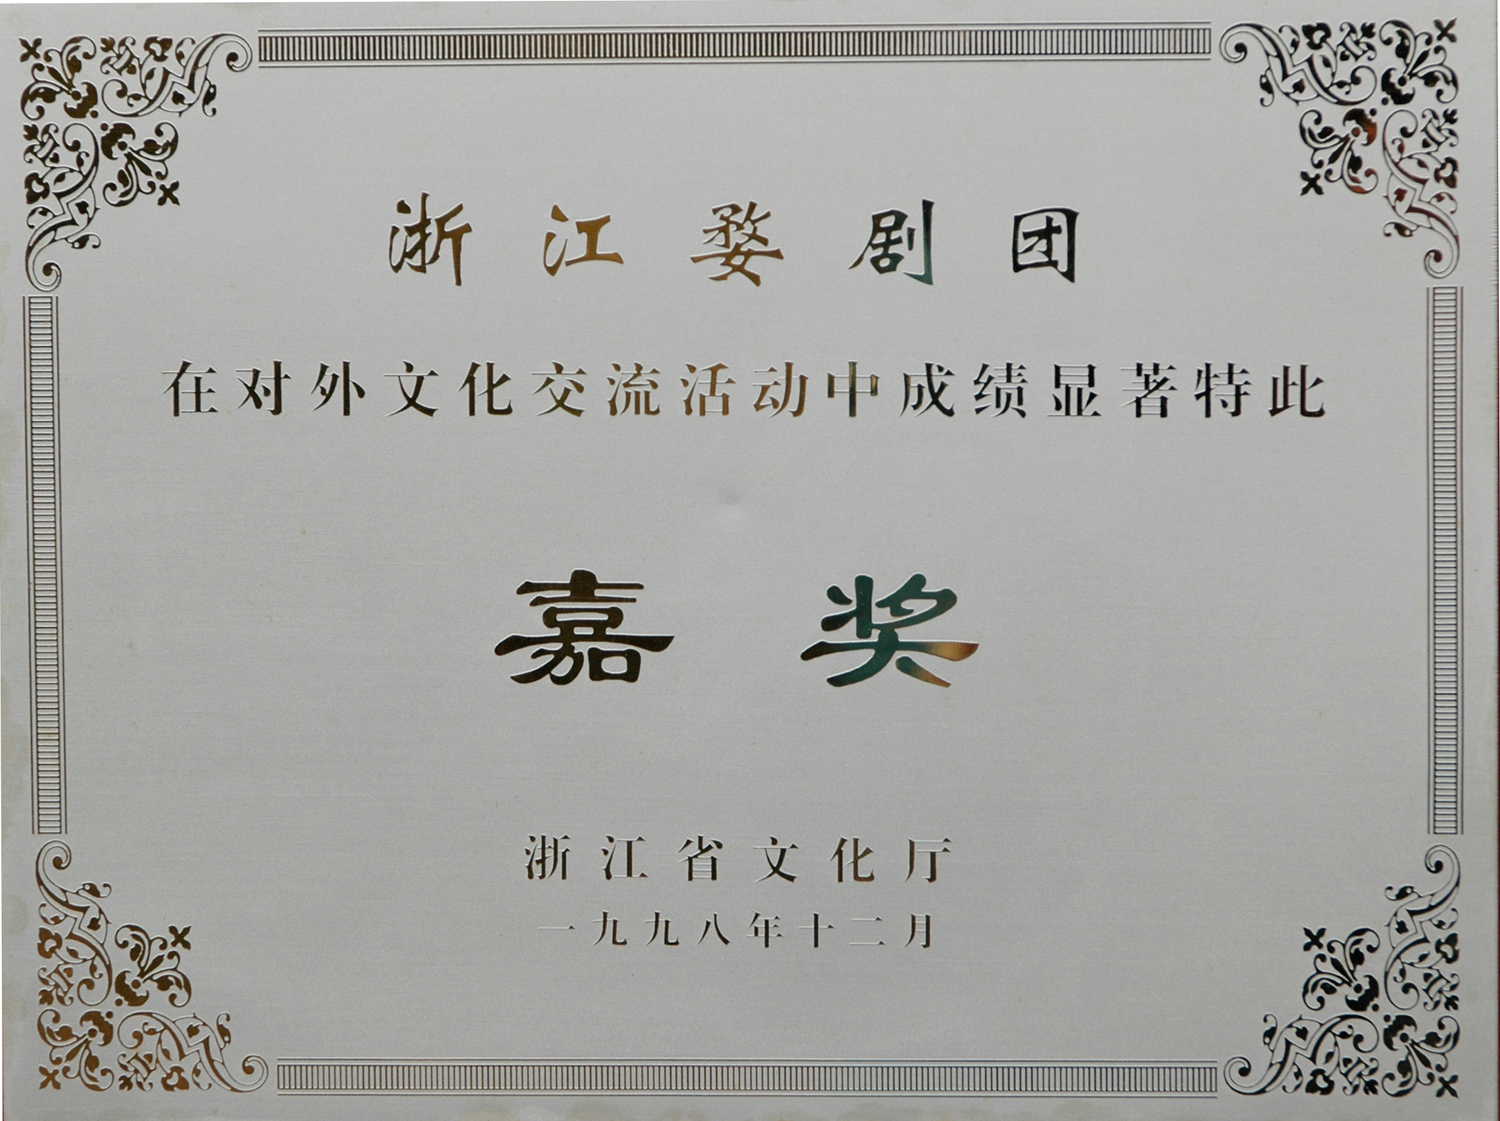 浙江婺剧团
在对外文化交流活动中成绩显著特此
嘉奖
浙江省文化厅
一九九八年十二月